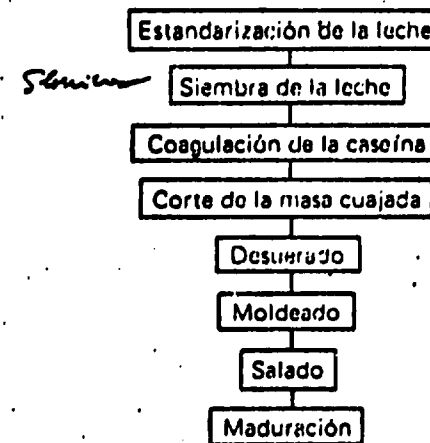 Estandarización de la leche
Siembra de la leche
Coagulación de la caseína
Corte de la masa cuajada
Desuerado
Moldeado
Salado
Maduración